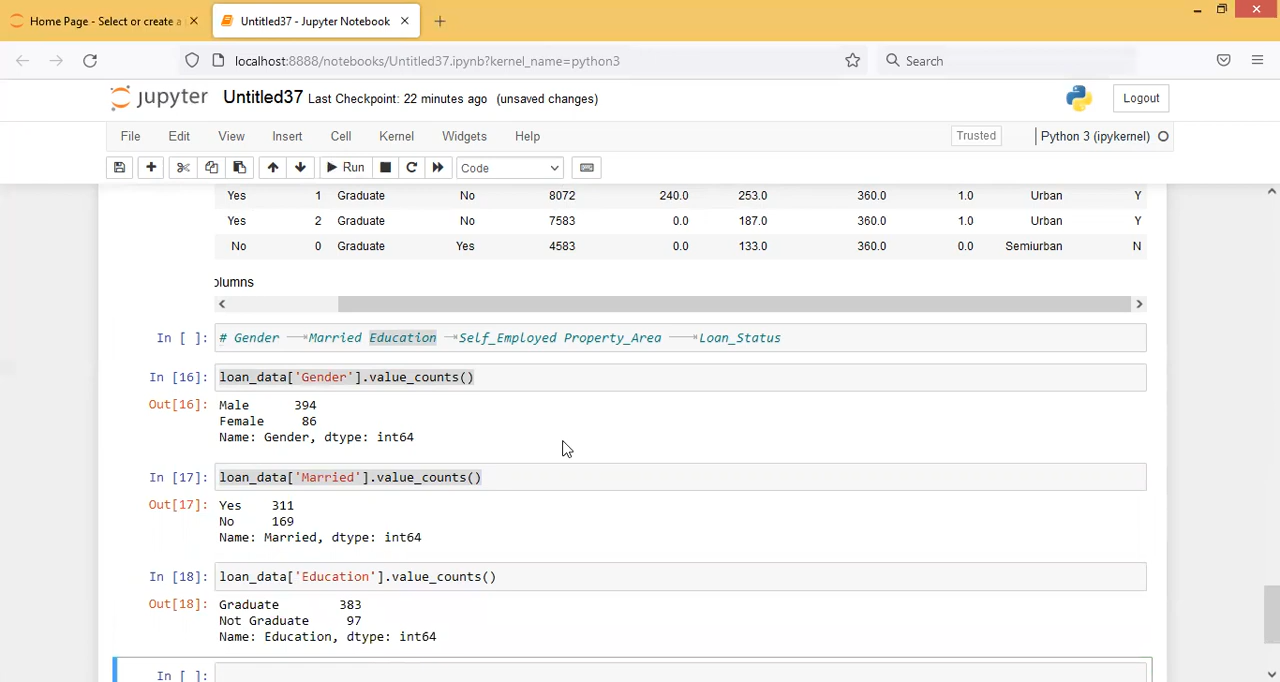 Home Page - Select or create a
Untitled37 - Jupyter Notebook
localhost:8888/notebooks/Untitled37.ipynb?kernel_name=python3
Search
jupyter Untitled37 Last Checkpoint: 22 minutes ago (unsaved changes)
Logout
File Edit View Insert Cell Kernel Widgets Help
Trusted
Python 3 (ipykernel)
Run
Code
Yes 1 Graduate No 8072 240.0 253.0 360.0 1.0 Urban Y
Yes 2 Graduate No 7583 0.0 187.0 360.0 1.0 Urban Y
No 0 Graduate Yes 4583 0.0 133.0 360.0 0.0 Semiurban N
olumns
In [ ]: # Gender ⟶Married Education ⟶Self_Employed Property_Area ⟶Loan_Status
In [16]: loan_data['Gender'].value_counts()
Out[16]: Male 394
Female 86
Name: Gender, dtype: int64
In [17]: loan_data['Married'].value_counts()
Out[17]: Yes 311
No 169
Name: Married, dtype: int64
In [18]: loan_data['Education'].value_counts()
Out[18]: Graduate 383
Not Graduate 97
Name: Education, dtype: int64
In [ ]: